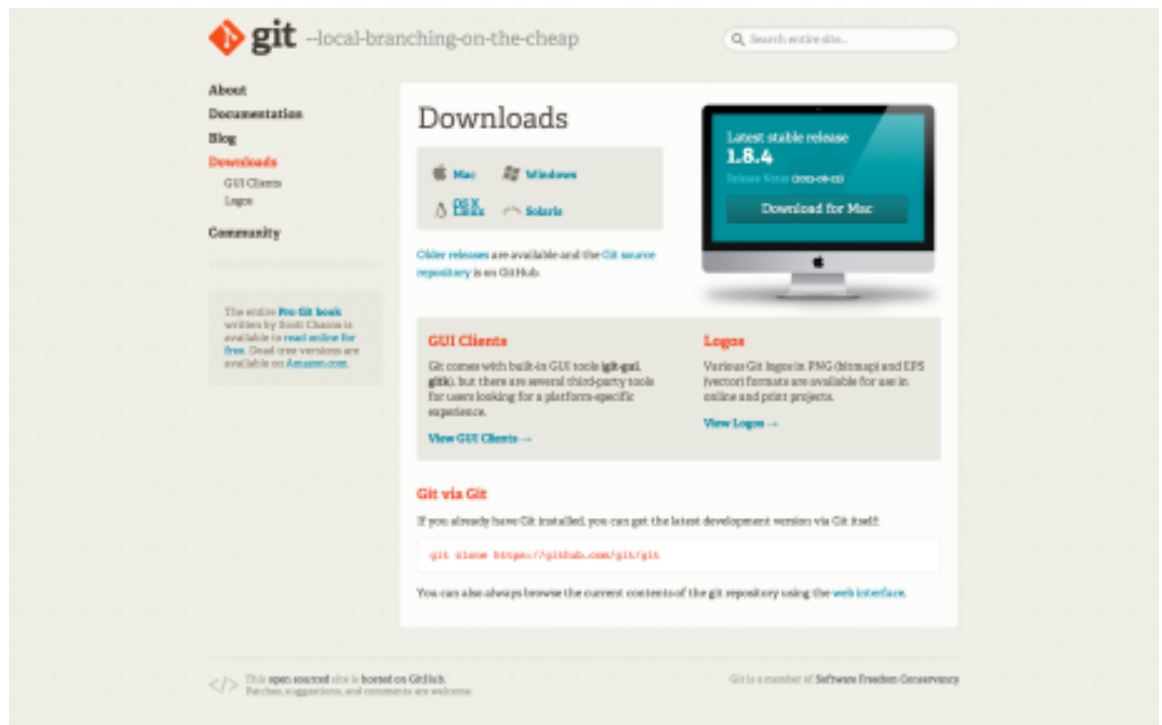 git --local-branching-on-the-cheap
Search entire site...
About
Documentation
Blog
Downloads
GUI Clients
Logos
Community
The entire Pro Git book
written by Scott Chacon is
available to read online for
free. Dead tree versions are
available on Amazon.com.
Downloads
Mac
Windows
OS X
Linux
Solaris
Older releases are available and the Git source
repository is on GitHub.
Latest stable release
1.8.4
Release Notes
Download for Mac
GUI Clients
Git comes with built-in GUI tools (git-gui,
gitk), but there are several third-party tools
for users looking for a platform-specific
experience.
View GUI Clients →
Logos
Various Git logos in PNG (bitmap) and EPS
(vector) formats are available for use in
online and print projects.
View Logos →
Git via Git
If you already have Git installed, you can get the latest development version via Git itself:
git clone https://github.com/git/git
You can also always browse the current contents of the git repository using the web interface.
</> This open sourced site is hosted on GitHub.
Patches, suggestions, and comments are welcome.
Git is a member of Software Freedom Conservancy